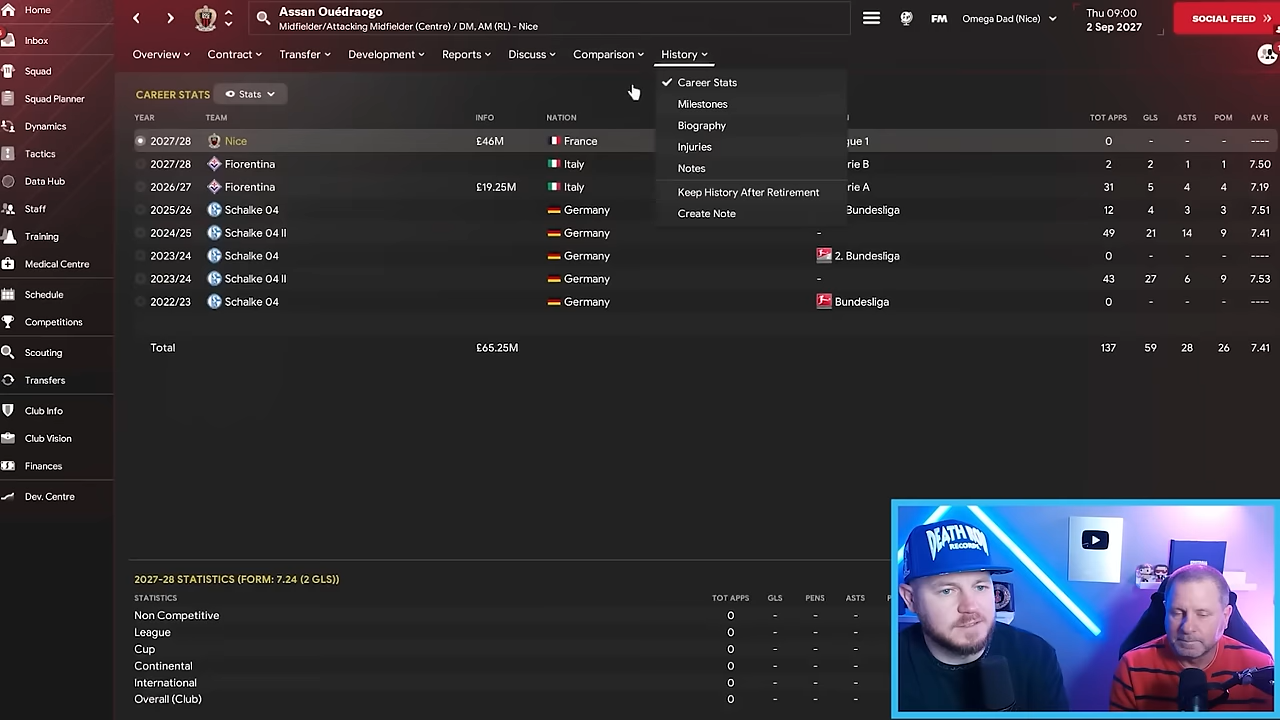 Home
Assan Ouédraogo
Midfielder/Attacking Midfielder (Centre) / DM, AM (RL) - Nice
FM
Omega Dad (Nice)
Thu 09:00
2 Sep 2027
SOCIAL FEED
Inbox
Squad
Squad Planner
Dynamics
Tactics
Data Hub
Staff
Training
Medical Centre
Schedule
Competitions
Scouting
Transfers
Club Info
Club Vision
Finances
Dev. Centre
Overview
Contract
Transfer
Development
Reports
Discuss
Comparison
History
Career Stats
Milestones
Biography
Injuries
Notes
Keep History After Retirement
Create Note
CAREER STATS
Stats
YEAR TEAM INFO NATION TOT APPS GLS ASTS POM AV R
2027/28 Nice £46M France gue 1 0 - - - ----
2027/28 Fiorentina Italy rie B 2 2 1 1 7.50
2026/27 Fiorentina £19.25M Italy rie A 31 5 4 4 7.19
2025/26 Schalke 04 Germany Bundesliga 12 4 3 3 7.51
2024/25 Schalke 04 II Germany - 49 21 14 9 7.41
2023/24 Schalke 04 Germany 2. Bundesliga 0 - - - ----
2023/24 Schalke 04 II Germany - 43 27 6 9 7.53
2022/23 Schalke 04 Germany Bundesliga 0 - - - ----
Total £65.25M 137 59 28 26 7.41
2027-28 STATISTICS (FORM: 7.24 (2 GLS))
STATISTICS TOT APPS GLS PENS ASTS
Non Competitive 0 - - -
League 0 - - -
Cup 0 - - -
Continental 0 - - -
International 0 - - -
Overall (Club) 0 - - -
DEATH ROW
RECORDS